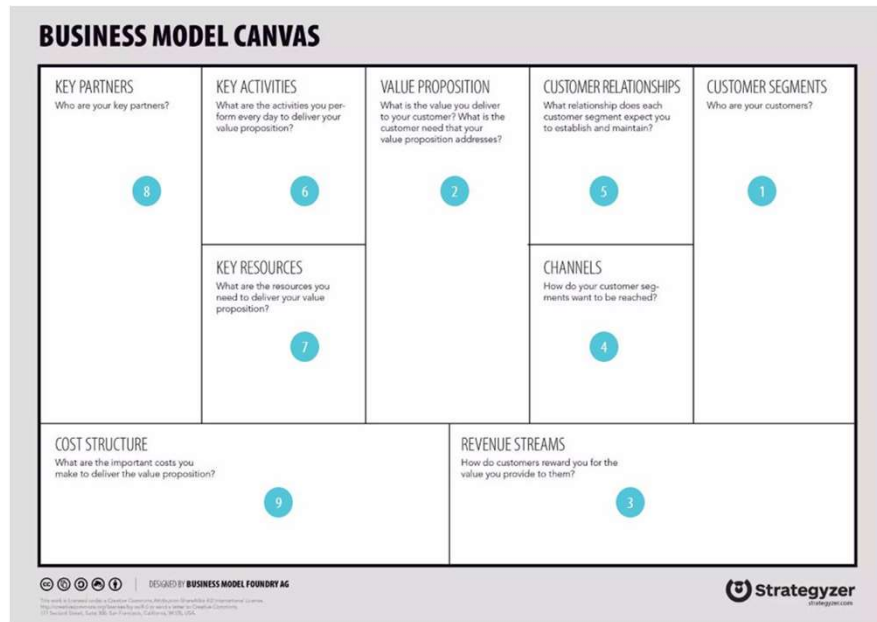 BUSINESS MODEL CANVAS
KEY PARTNERS
Who are your key partners?
8
KEY ACTIVITIES
What are the activities you per-
form every day to deliver your
value proposition?
6
KEY RESOURCES
What are the resources you
need to deliver your value
proposition?
7
VALUE PROPOSITION
What is the value you deliver
to your customer? What is the
customer need that your
value proposition addresses?
2
CUSTOMER RELATIONSHIPS
What relationship does each
customer segment expect you
to establish and maintain?
5
CHANNELS
How do your customer seg-
ments want to be reached?
4
CUSTOMER SEGMENTS
Who are your customers?
1
COST STRUCTURE
What are the important costs you
make to deliver the value proposition?
9
REVENUE STREAMS
How do customers reward you for the
value you provide to them?
3
DESIGNED BY BUSINESS MODEL FOUNDRY AG
Strategyzer
strategyzer.com